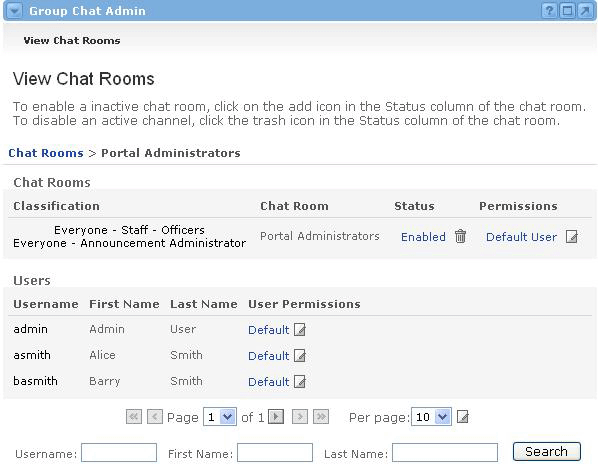 Group Chat Admin ?
View Chat Rooms
View Chat Rooms
To enable a inactive chat room, click on the add icon in the Status column of the chat room.
To disable an active channel, click the trash icon in the Status column of the chat room.
Chat Rooms > Portal Administrators
Chat Rooms
Classification Chat Room Status Permissions
Everyone - Staff - Officers
Everyone - Announcement Administrator Portal Administrators Enabled Default User
Users
Username First Name Last Name User Permissions
admin Admin User Default
asmith Alice Smith Default
basmith Barry Smith Default
Page 1 of 1 Per page: 10
Username: First Name: Last Name: Search